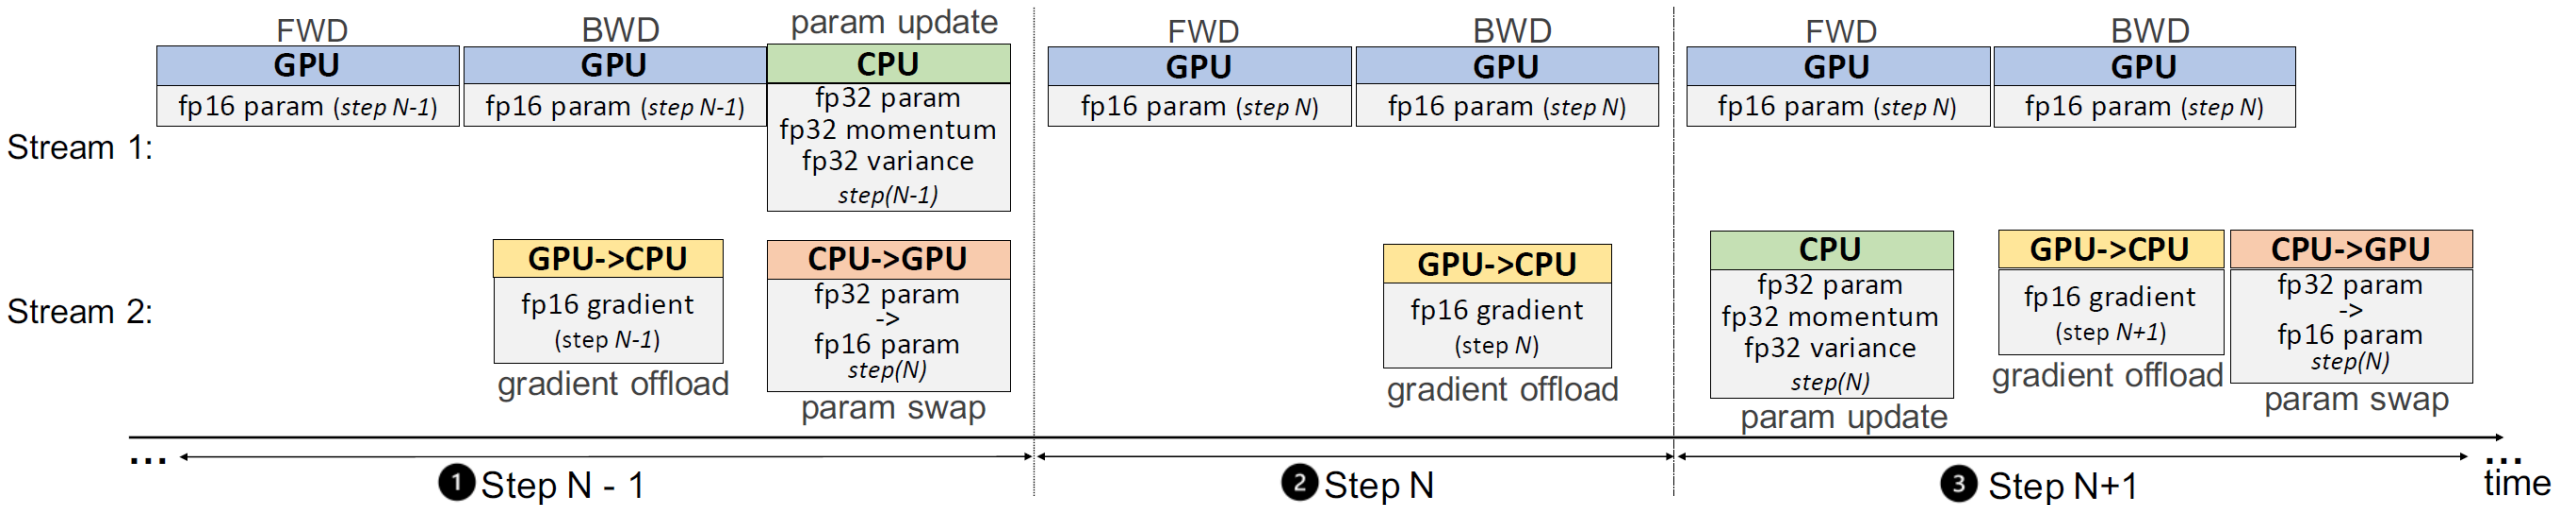 FWD
GPU
fp16 param (step N-1)
BWD
GPU
fp16 param (step N-1)
param update
CPU
fp32 param
fp32 momentum
fp32 variance
step(N-1)
FWD
GPU
fp16 param (step N)
BWD
GPU
fp16 param (step N)
FWD
GPU
fp16 param (step N)
BWD
GPU
fp16 param (step N)
Stream 1:
Stream 2:
GPU->CPU
fp16 gradient
(step N-1)
gradient offload
CPU->GPU
fp32 param
->
fp16 param
step(N)
param swap
GPU->CPU
fp16 gradient
(step N)
gradient offload
CPU
fp32 param
fp32 momentum
fp32 variance
step(N)
param update
GPU->CPU
fp16 gradient
(step N+1)
gradient offload
CPU->GPU
fp32 param
->
fp16 param
step(N)
param swap
...
1 Step N - 1
2 Step N
3 Step N+1
...
time